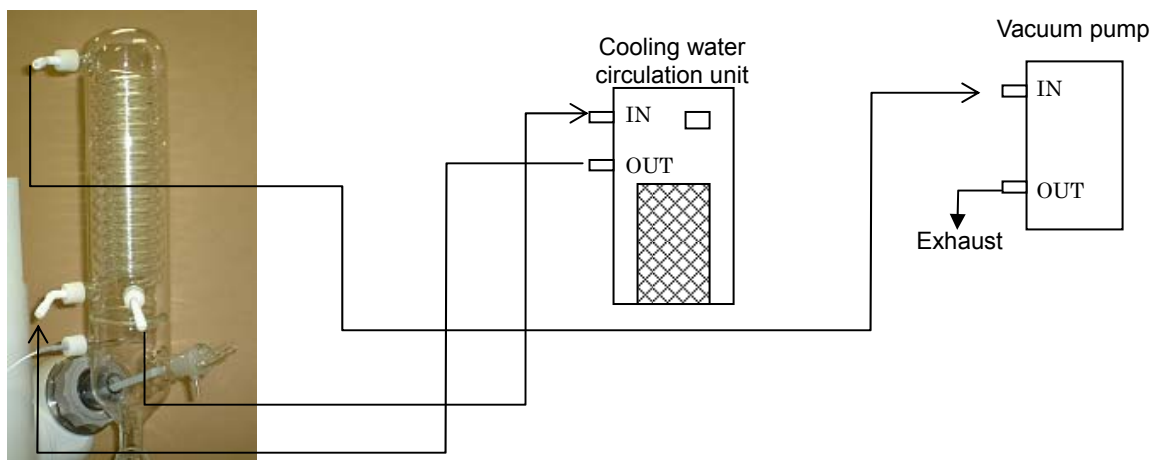 Cooling water
circulation unit
IN
OUT
Vacuum pump
IN
OUT
Exhaust